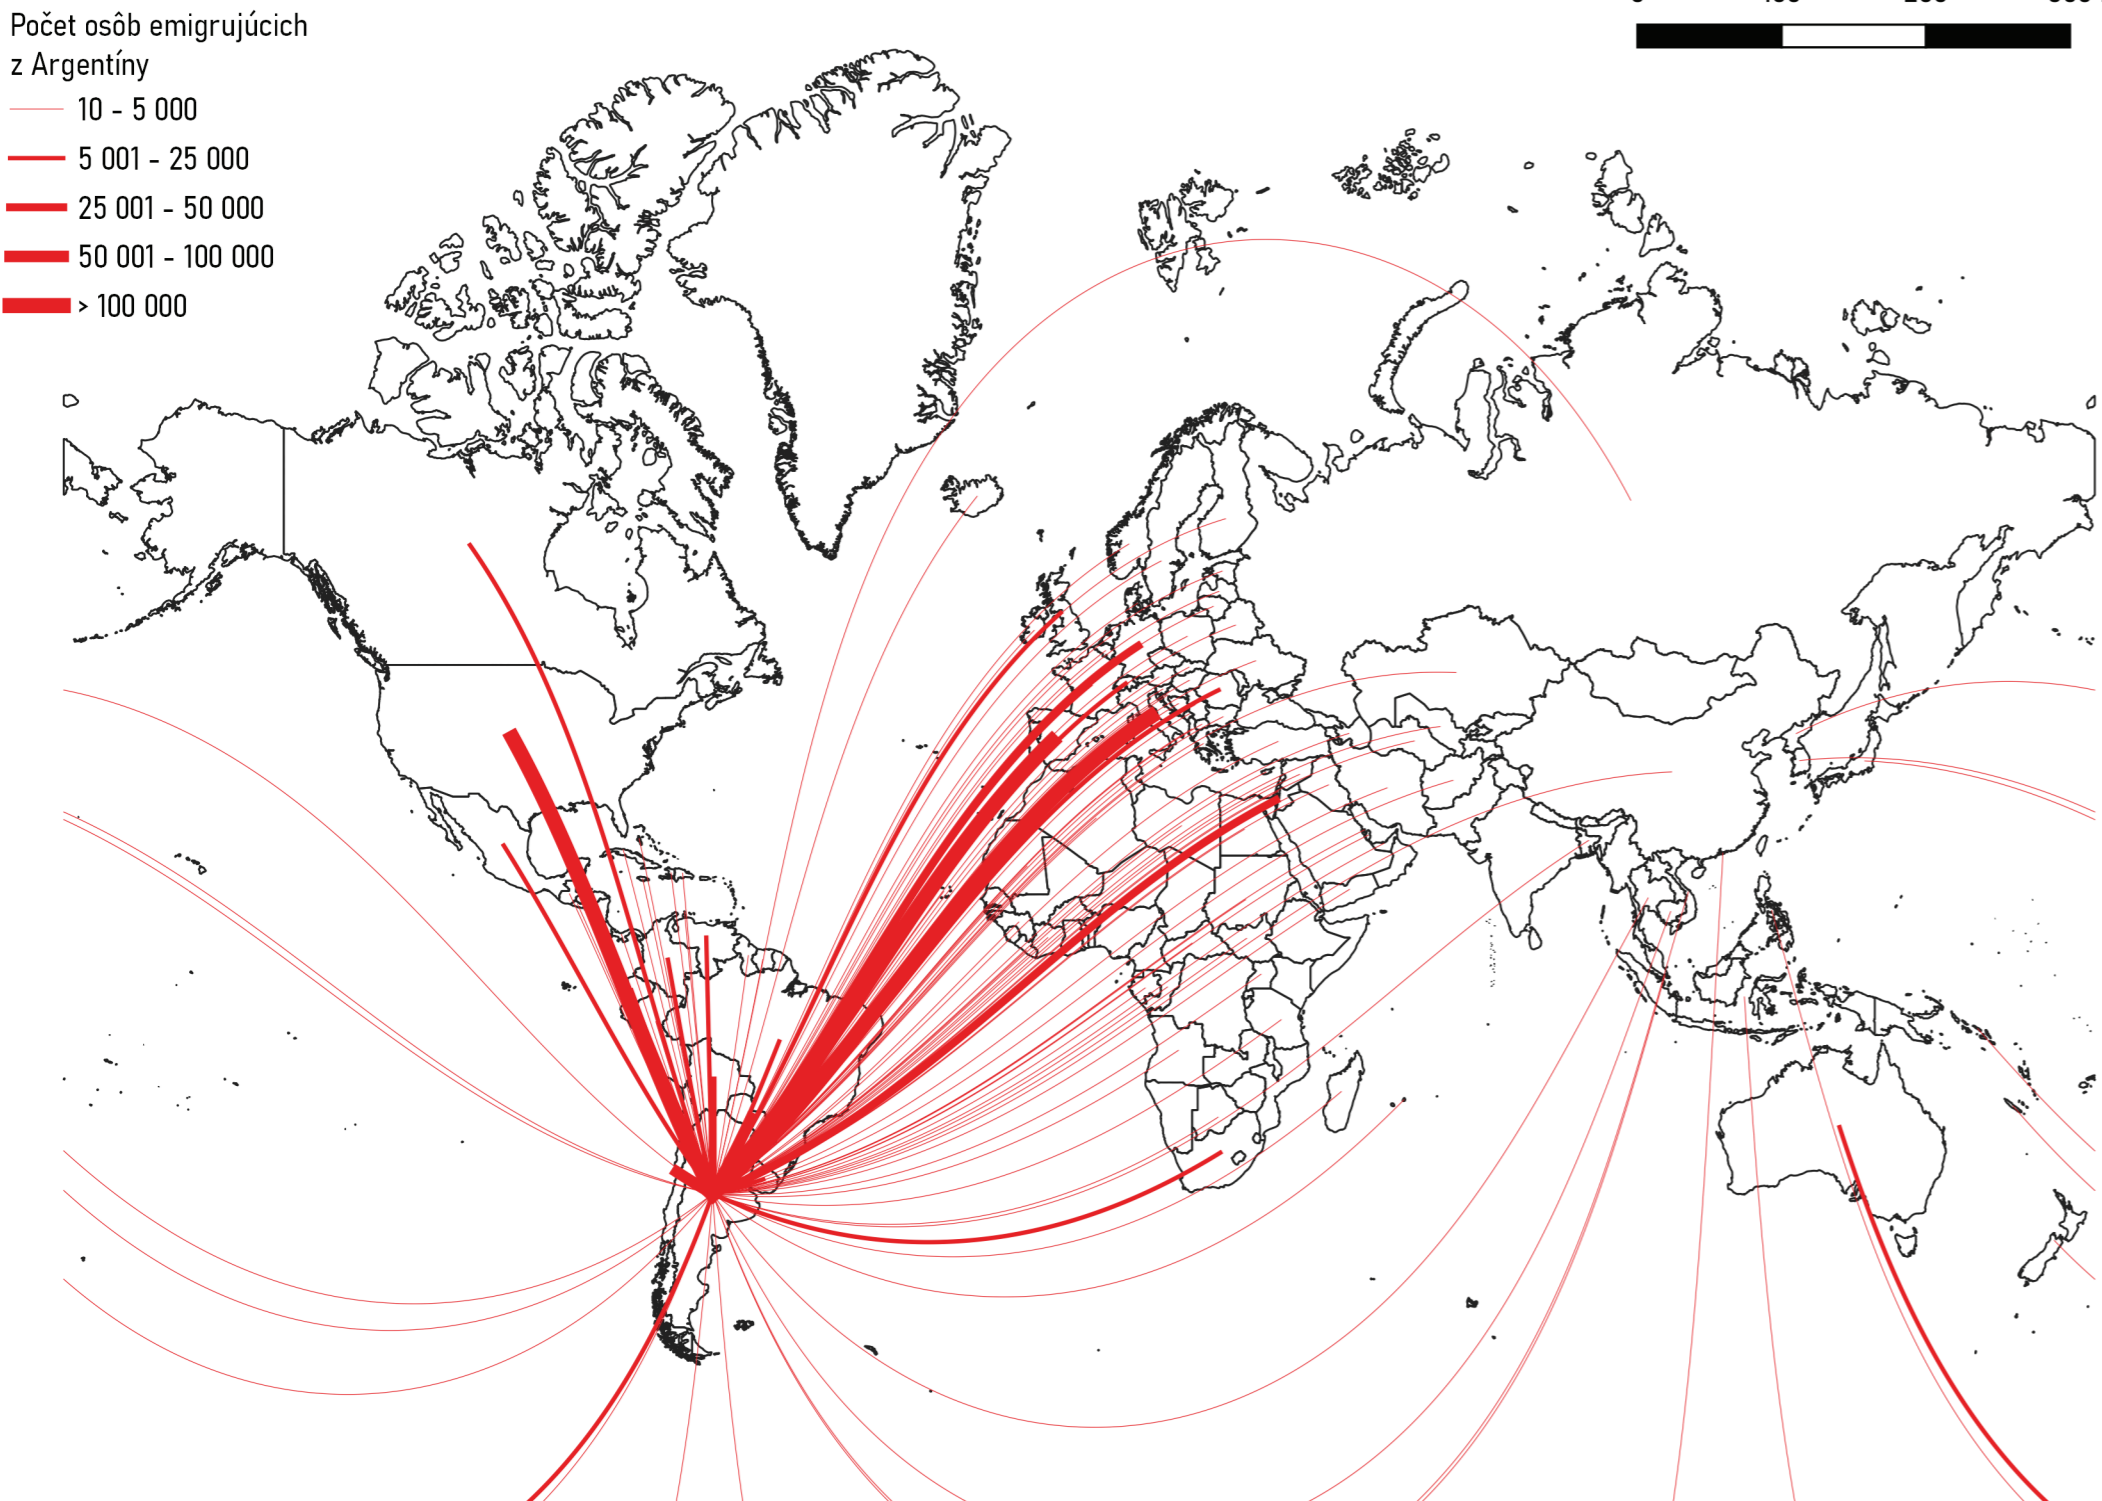 Počet osôb emigrujúcich
z Argentíny
10 - 5 000
5 001 - 25 000
25 001 - 50 000
50 001 - 100 000
> 100 000